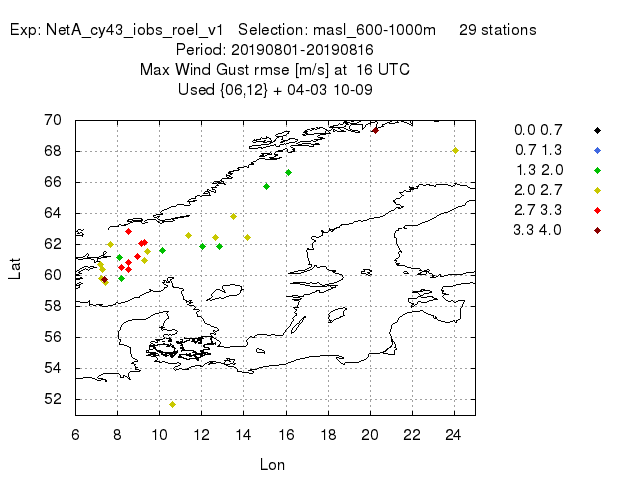 Exp: NetA_cy43_iobs_roel_v1 Selection: masl_600-1000m 29 stations
Period: 20190801-20190816
Max Wind Gust rmse [m/s] at 16 UTC
Used {06,12} + 04-03 10-09
70
68
66
64
62
60
58
56
54
52
Lat
6 8 10 12 14 16 18 20 22 24
Lon
0.0 0.7
0.7 1.3
1.3 2.0
2.0 2.7
2.7 3.3
3.3 4.0